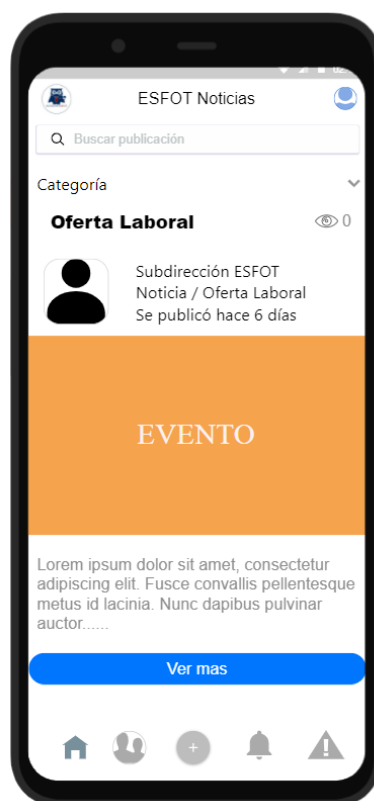 ESFOT Noticias
Buscar publicación
Categoría
Oferta Laboral 0
Subdirección ESFOT
Noticia / Oferta Laboral
Se publicó hace 6 días
EVENTO
Lorem ipsum dolor sit amet, consectetur
adipiscing elit. Fusce convallis pellentesque
metus id lacinia. Nunc dapibus pulvinar
auctor......
Ver mas